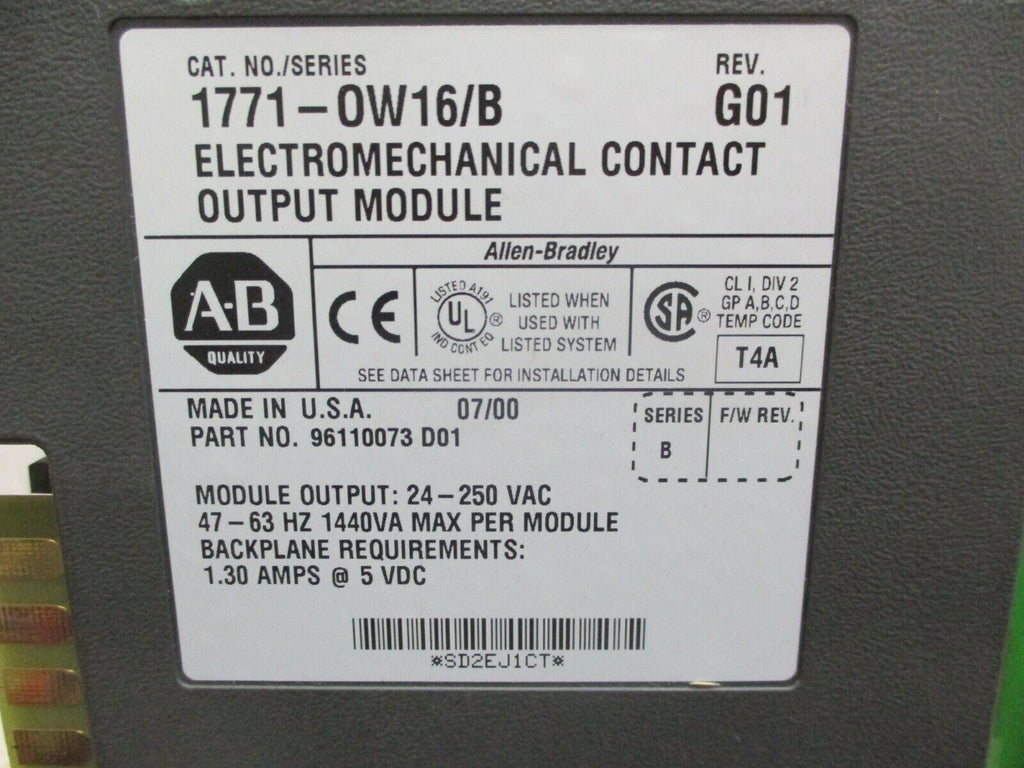 CAT. NO./SERIES REV.
1771-OW16/B G01
ELECTROMECHANICAL CONTACT
OUTPUT MODULE
Allen-Bradley
A-B
QUALITY
CE
LISTED A191
UL
IND CONT EQ
®
LISTED WHEN
USED WITH
LISTED SYSTEM
SA ®
CL I, DIV 2
GP A,B,C,D
TEMP CODE
T4A
SEE DATA SHEET FOR INSTALLATION DETAILS
MADE IN U.S.A. 07/00
PART NO. 96110073 D01
SERIES F/W REV.
B
MODULE OUTPUT: 24-250 VAC
47-63 HZ 1440VA MAX PER MODULE
BACKPLANE REQUIREMENTS:
1.30 AMPS @ 5 VDC
*SD2EJ1CT*